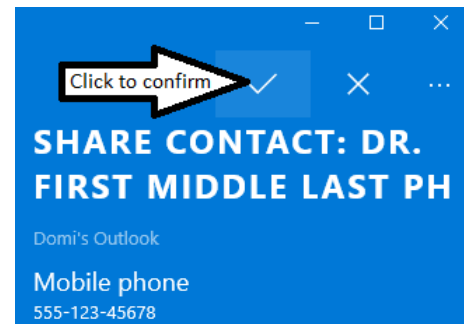 Click to confirm
SHARE CONTACT: DR.
FIRST MIDDLE LAST PH
Domi's Outlook
Mobile phone
555-123-45678